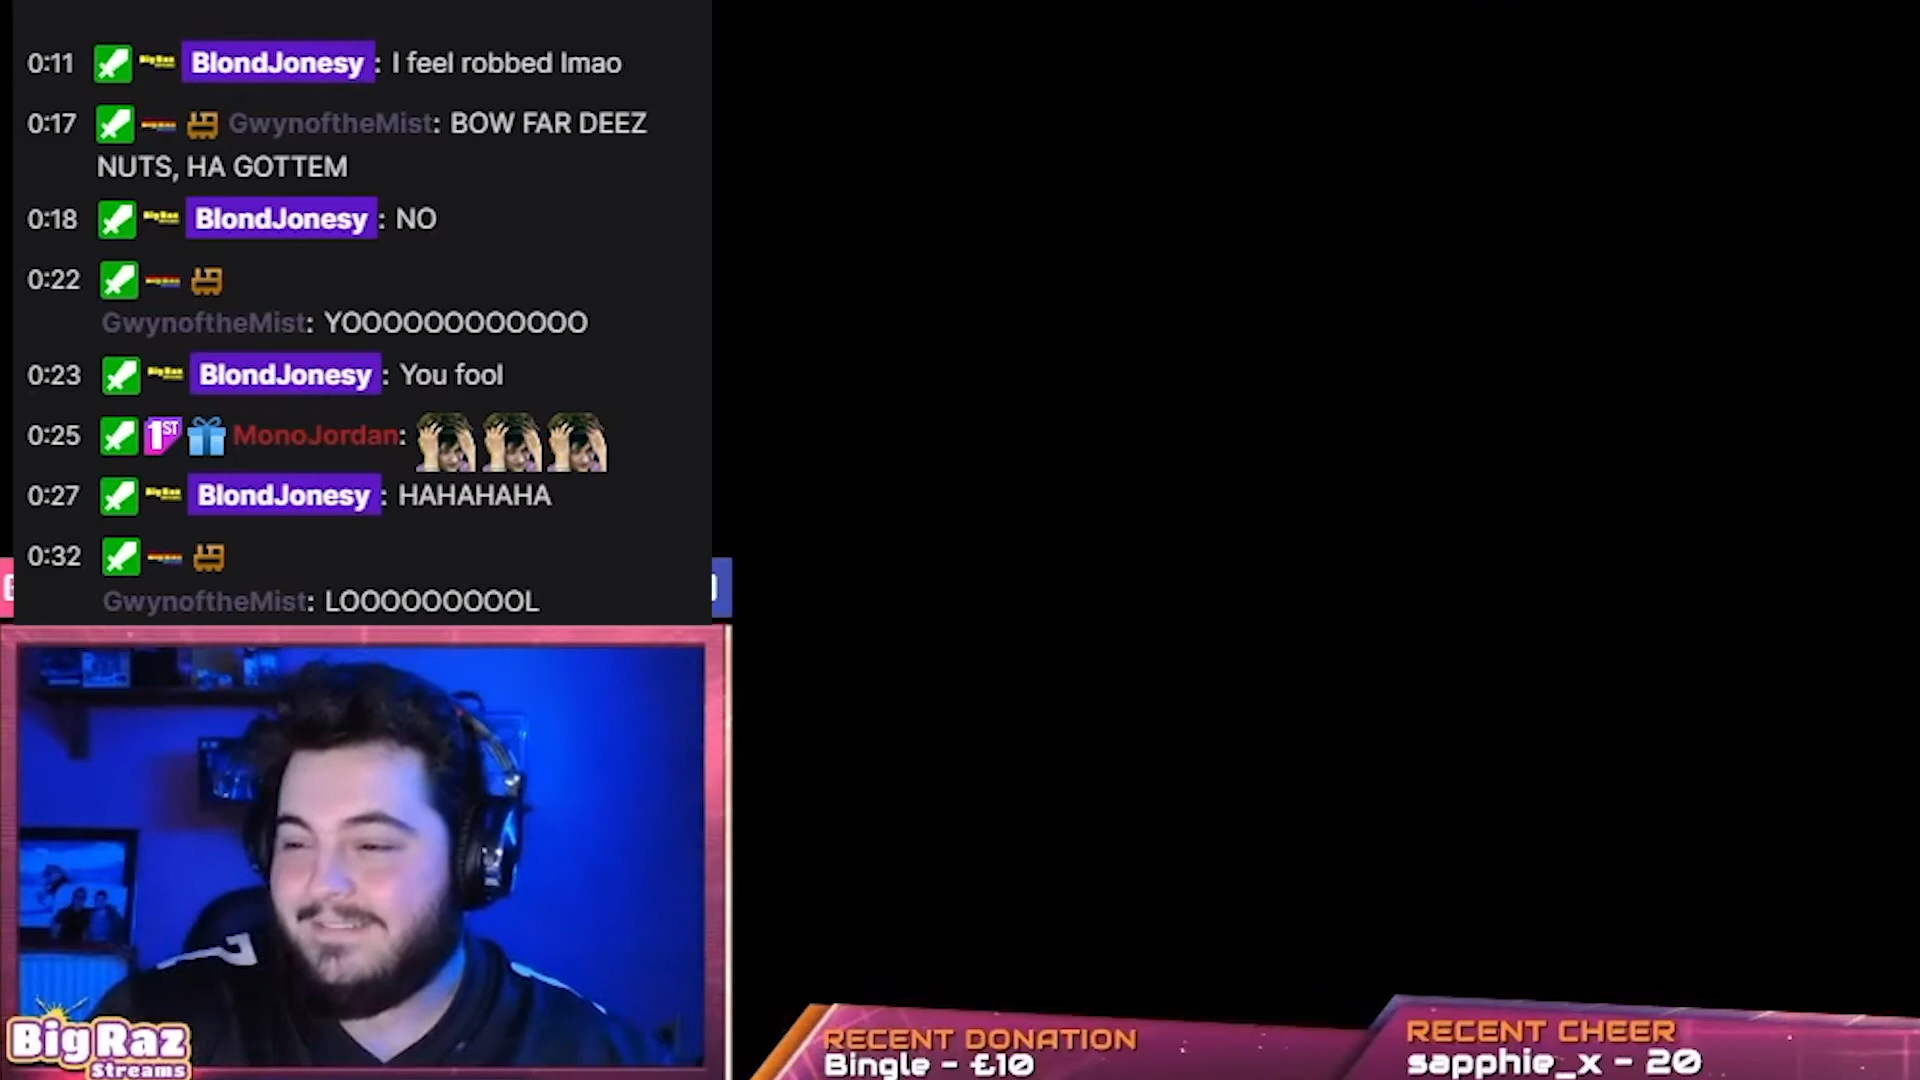 0:11 BlondJonesy: I feel robbed lmao
0:17 GwynoftheMist: BOW FAR DEEZ
NUTS, HA GOTTEM
0:18 BlondJonesy: NO
0:22
GwynoftheMist: YOOOOOOOOOOOO
0:23 BlondJonesy: You fool
0:25 1ST MonoJordan:
0:27 BlondJonesy: HAHAHAHA
0:32
GwynoftheMist: LOOOOOOOOOL
BigRaz
Streams
RECENT DONATION
Bingle - £10
RECENT CHEER
sapphie_x - 20